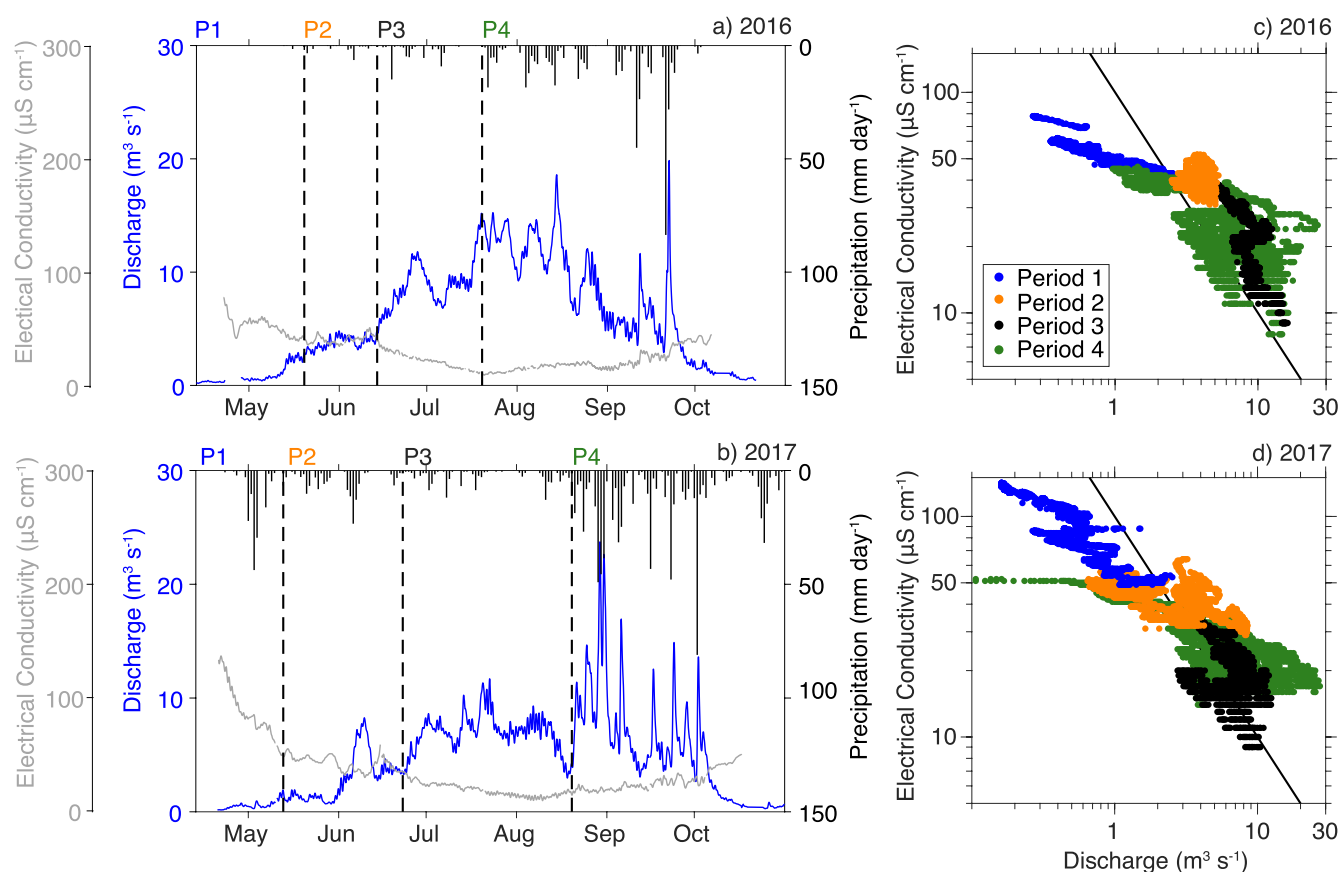 P1 P2 P3 P4 a) 2016
Electical Conductivity (µS cm⁻¹)
300
200
100
0
Discharge (m³ s⁻¹)
30
20
10
0
0
50
100
150
Precipitation (mm day⁻¹)
May Jun Jul Aug Sep Oct
c) 2016
Electrical Conductivity (µS cm⁻¹)
100
50
10
Period 1
Period 2
Period 3
Period 4
1 10 30
P1 P2 P3 P4 b) 2017
Electrical Conductivity (µS cm⁻¹)
300
200
100
0
Discharge (m³ s⁻¹)
30
20
10
0
0
50
100
150
Precipitation (mm day⁻¹)
May Jun Jul Aug Sep Oct
d) 2017
Electrical Conductivity (µS cm⁻¹)
100
50
10
1 10 30
Discharge (m³ s⁻¹)